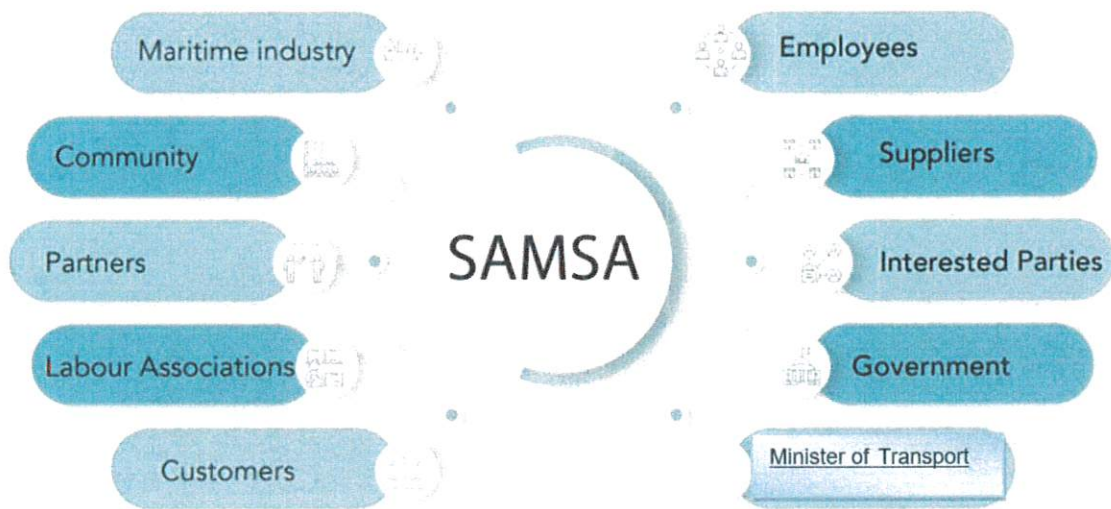 Maritime industry
Community
Partners
Labour Associations
Customers
SAMSA
Employees
Suppliers
Interested Parties
Government
Minister of Transport